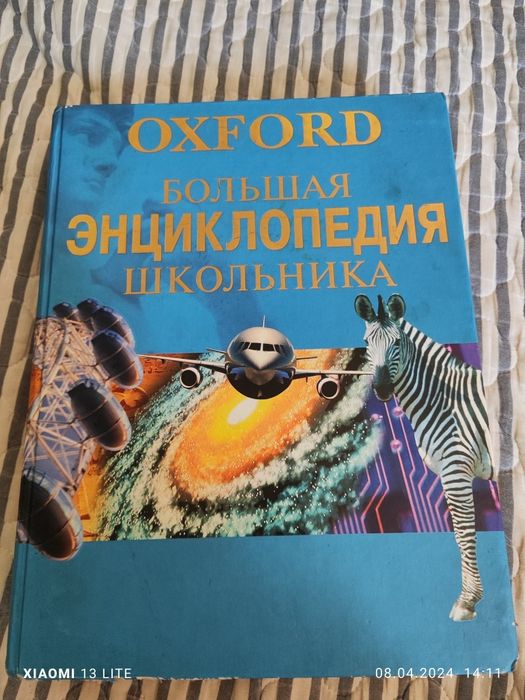 OXFORD
БОЛЬШАЯ
ЭНЦИКЛОПЕДИЯ
ШКОЛЬНИКА
XIAOMI 13 LITE
08.04.2024 14:11